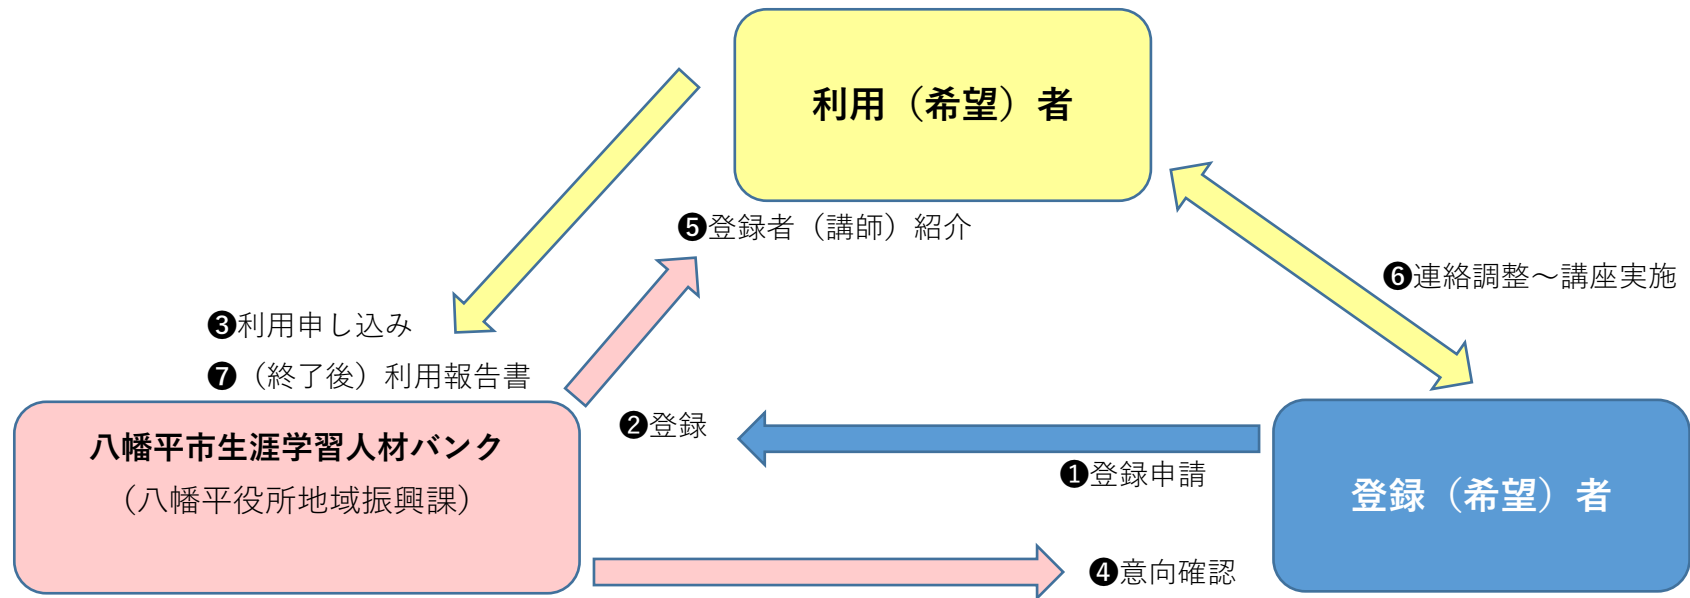 利用（希望）者
❺登録者（講師）紹介
❻連絡調整～講座実施
❸利用申し込み
❼（終了後）利用報告書
❷登録
八幡平市生涯学習人材バンク
（八幡平役所地域振興課）
❶登録申請
登録（希望）者
❹意向確認